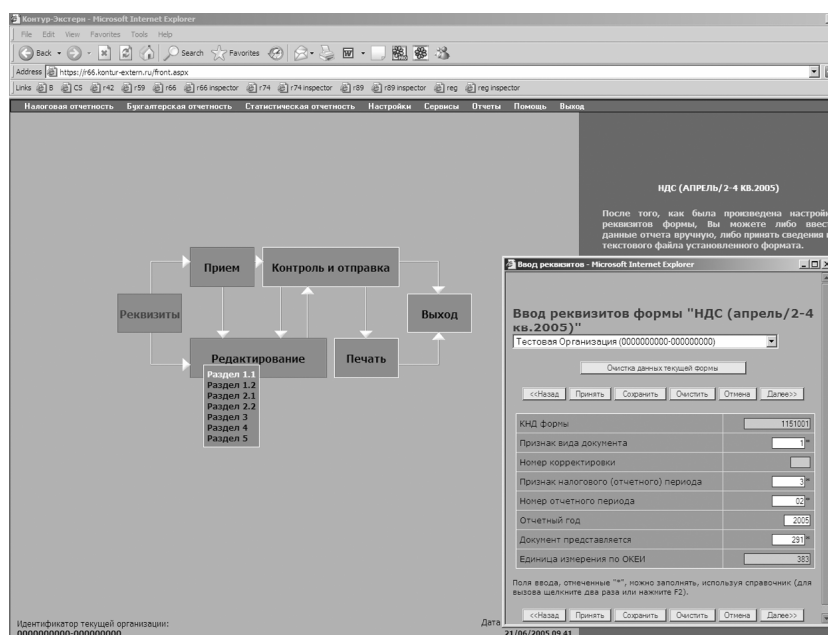 Контур-Экстерн - Microsoft Internet Explorer
File Edit View Favorites Tools Help
Back Search Favorites
Address https://r66.kontur-extern.ru/front.aspx
Links B CS r42 r59 r66 r66 inspector r74 r74 inspector r89 r89 inspector reg reg inspector
Налоговая отчетность Бухгалтерская отчетность Статистическая отчетность Настройки Сервисы Отчеты Помощь Выход
НДС (АПРЕЛЬ/2-4 КВ.2005)
После того, как была произведена настрой
реквизитов формы, Вы можете либо ввест
данные отчета вручную, либо принять сведения
текстового файла установленного формата.
Прием
Контроль и отправка
Реквизиты
Выход
Редактирование
Печать
Раздел 1.1
Раздел 1.2
Раздел 2.1
Раздел 2.2
Раздел 3
Раздел 4
Раздел 5
Ввод реквизитов - Microsoft Internet Explorer
Ввод реквизитов формы "НДС (апрель/2-4
кв.2005)"
Тестовая Организация (0000000000-000000000)
Очистка данных текущей формы
<<Назад Принять Сохранить Очистить Отмена Далее>>
КНД формы 1151001
Признак вида документа 1*
Номер корректировки
Признак налогового (отчетного) периода 3*
Номер отчетного периода 02*
Отчетный год 2005
Документ представляется 291*
Единица измерения по ОКЕИ 383
Поля ввода, отмеченные "*", можно заполнять, используя справочник (для
вызова щелкните два раза или нажмите F2).
<<Назад Принять Сохранить Очистить Отмена Далее>>
Идентификатор текущей организации:
0000000000-000000000
Дата
21/06/2005 09.41